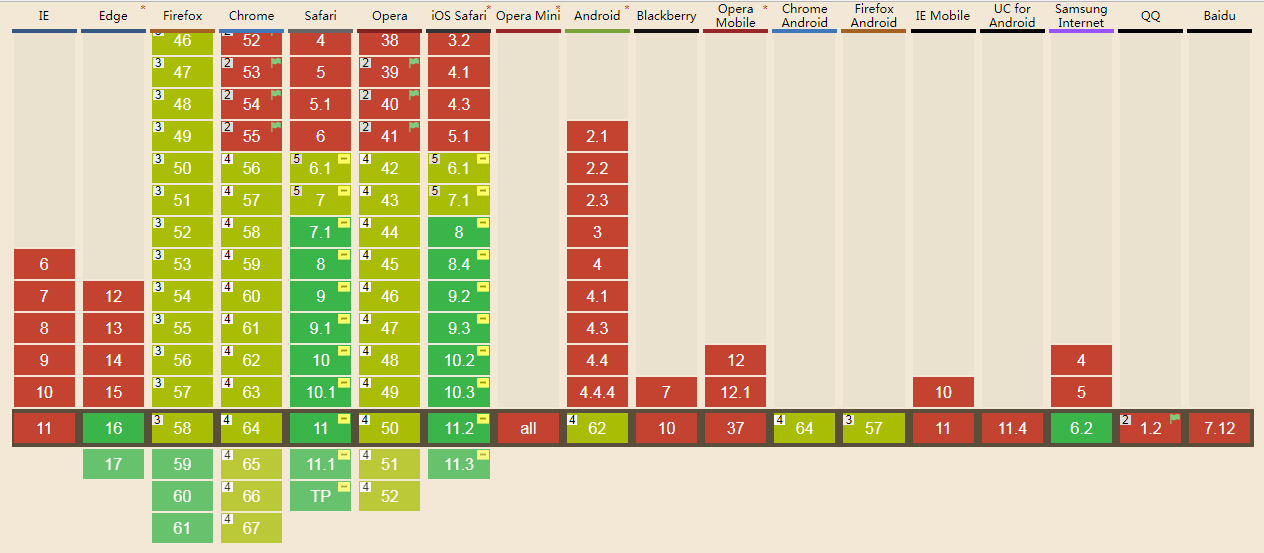 IE Edge * Firefox Chrome Safari Opera iOS Safari * Opera Mini * Android * Blackberry Opera Mobile * Chrome Android Firefox Android IE Mobile UC for Android Samsung Internet QQ Baidu
46 52 4 38 3.2
3 47 2 53 5 2 39 4.1
3 48 2 54 5.1 2 40 4.3
3 49 2 55 6 2 41 5.1 2.1
3 50 4 56 5 6.1 4 42 5 6.1 2.2
3 51 4 57 5 7 4 43 5 7.1 2.3
3 52 4 58 7.1 4 44 8 3
6 3 53 4 59 8 4 45 8.4 4
7 12 3 54 4 60 9 4 46 9.2 4.1
8 13 3 55 4 61 9.1 4 47 9.3 4.3
9 14 3 56 4 62 10 4 48 10.2 4.4 12 4
10 15 3 57 4 63 10.1 4 49 10.3 4.4.4 7 12.1 10 5
11 16 3 58 4 64 11 4 50 11.2 all 4 62 10 37 4 64 3 57 11 11.4 6.2 2 1.2 7.12
17 59 4 65 11.1 4 51 11.3
60 4 66 TP 4 52
61 4 67